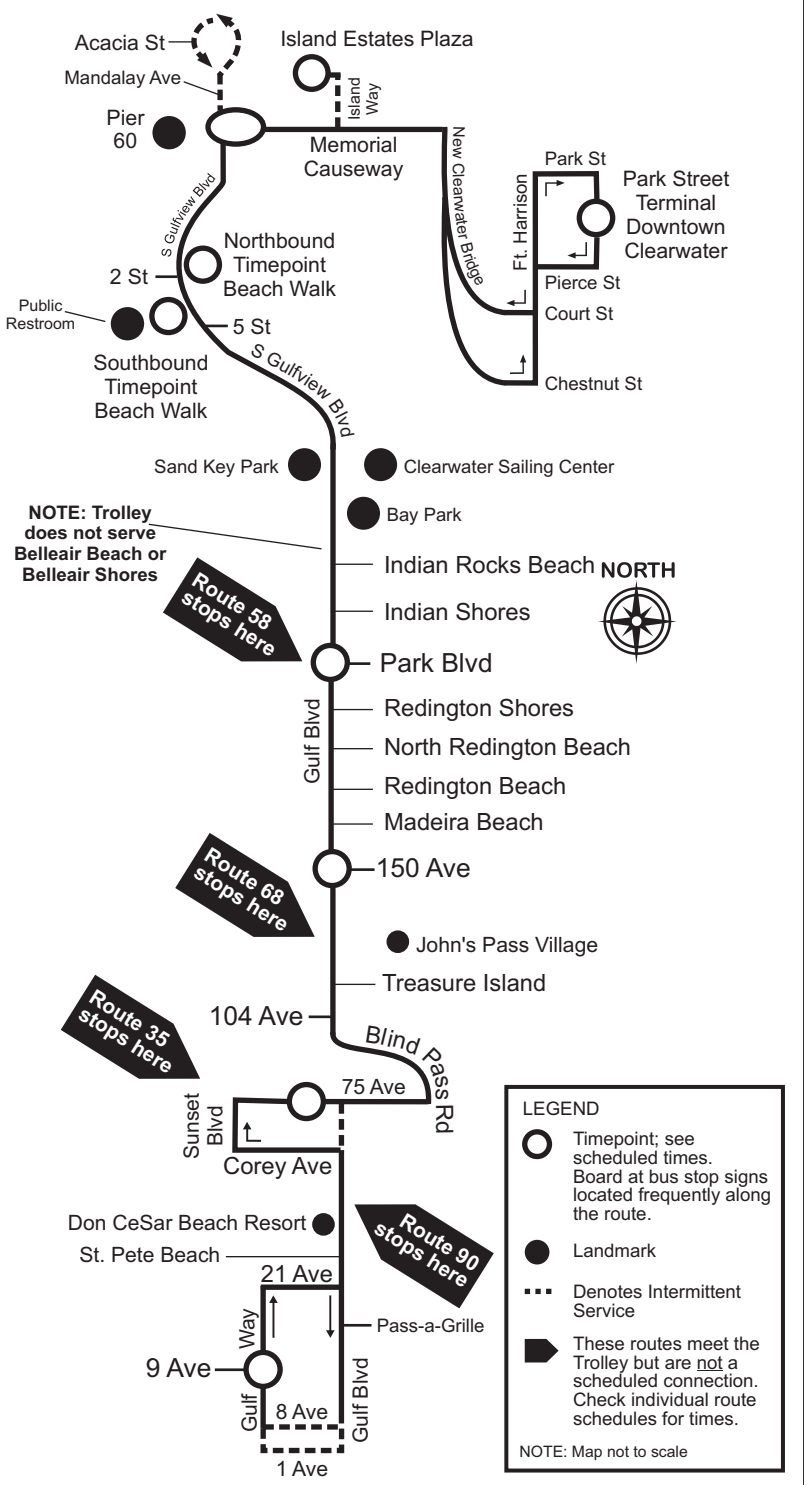 Acacia St
Island Estates Plaza
Mandalay Ave
Island
Way
Pier
60
Memorial
Causeway
New Clearwater Bridge
Park St
Ft. Harrison
Park Street
Terminal
Downtown
Clearwater
S Gulfview Blvd
Northbound
Timepoint
Beach Walk
2 St
Pierce St
Court St
Public
Restroom
5 St
Southbound
Timepoint
Beach Walk
S Gulfview Blvd
Chestnut St
Sand Key Park
Clearwater Sailing Center
Bay Park
NOTE: Trolley
does not serve
Belleair Beach or
Belleair Shores
Indian Rocks Beach
NORTH
Route 58
stops here
Indian Shores
Park Blvd
Gulf Blvd
Redington Shores
North Redington Beach
Redington Beach
Madeira Beach
150 Ave
Route 68
stops here
John's Pass Village
Treasure Island
104 Ave
Route 35
stops here
Blind Pass Rd
75 Ave
Sunset
Blvd
Corey Ave
Don CeSar Beach Resort
St. Pete Beach
Route 90
stops here
21 Ave
Pass-a-Grille
Gulf Way
9 Ave
Gulf Blvd
8 Ave
1 Ave
LEGEND
Timepoint; see
scheduled times.
Board at bus stop signs
located frequently along
the route.
Landmark
Denotes Intermittent
Service
These routes meet the
Trolley but are not a
scheduled connection.
Check individual route
schedules for times.
NOTE: Map not to scale